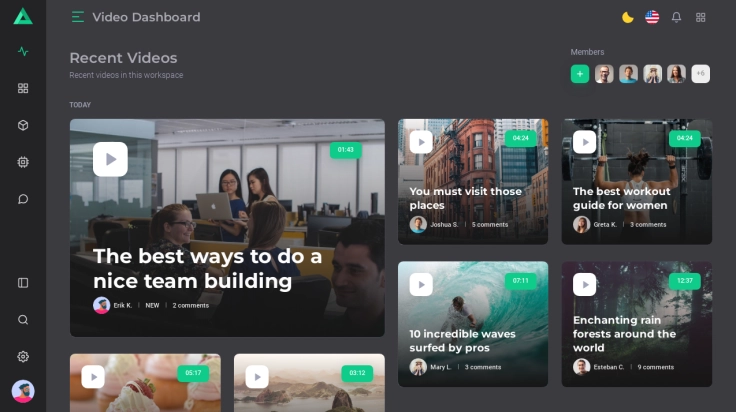 Video Dashboard
Recent Videos
Recent videos in this workspace
Members
+
+6
TODAY
01:43
The best ways to do a
nice team building
Erik K. | NEW | 2 comments
04:24
You must visit those
places
Joshua S. | 5 comments
04:24
The best workout
guide for women
Greta K. | 3 comments
07:11
10 incredible waves
surfed by pros
Mary L. | 3 comments
12:37
Enchanting rain
forests around the
world
Esteban C. | 9 comments
05:17
03:12